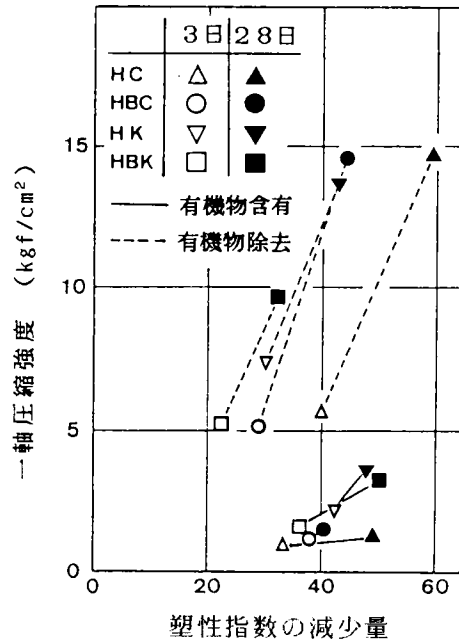 3日 28日
HC △ ▲
HBC ○ ●
HK ▽ ▼
HBK □ ■
有機物含有
有機物除去
15
10
5
0
0 20 40 60
一軸圧縮強度 (kgf/cm²)
塑性指数の減少量